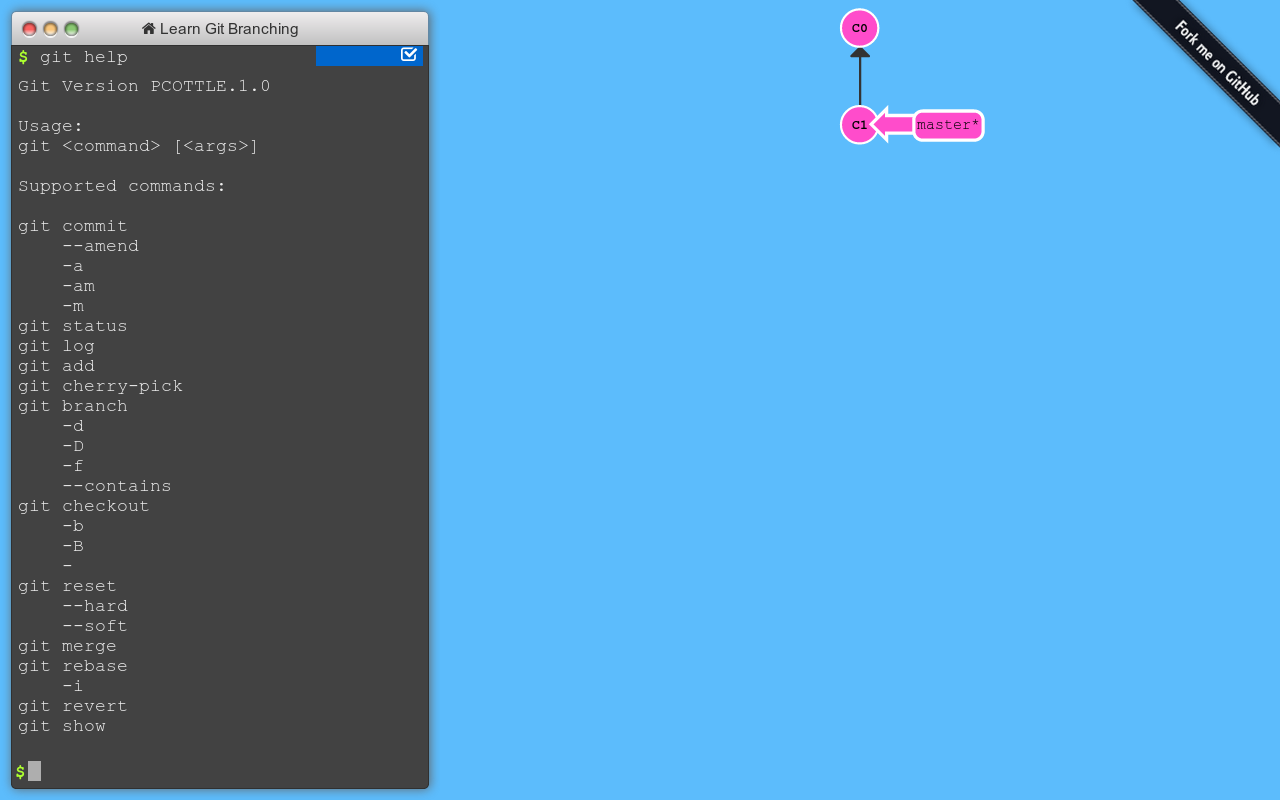 Learn Git Branching
$ git help
Git Version PCOTTLE.1.0
Usage:
git <command> [<args>]
Supported commands:
git commit
--amend
-a
-am
-m
git status
git log
git add
git cherry-pick
git branch
-d
-D
-f
--contains
git checkout
-b
-B
-
git reset
--hard
--soft
git merge
git rebase
-i
git revert
git show
$
C0
C1
master*
Fork me on GitHub